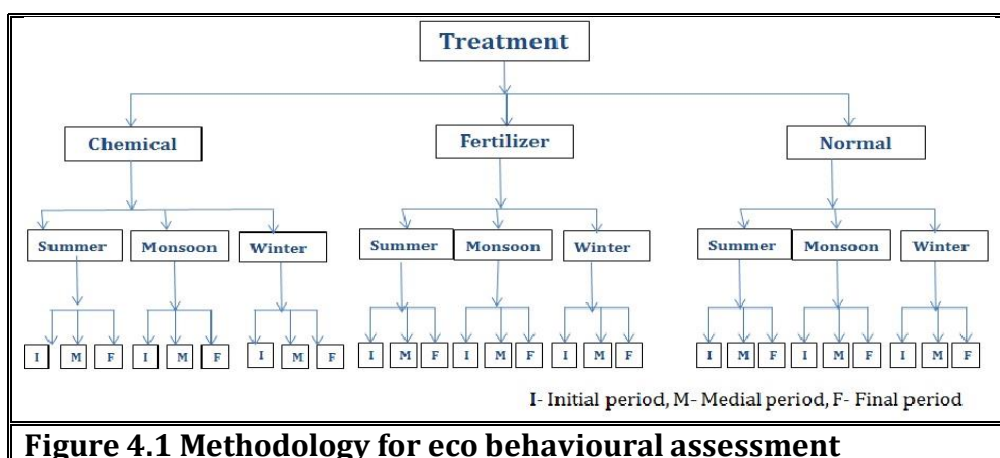 Treatment
Chemical Fertilizer Normal
Summer Monsoon Winter Summer Monsoon Winter Summer Monsoon Winter
I M F I M F I M F I M F I M F I M F I M F I M F I M F
I- Initial period, M- Medial period, F- Final period
Figure 4.1 Methodology for eco behavioural assessment